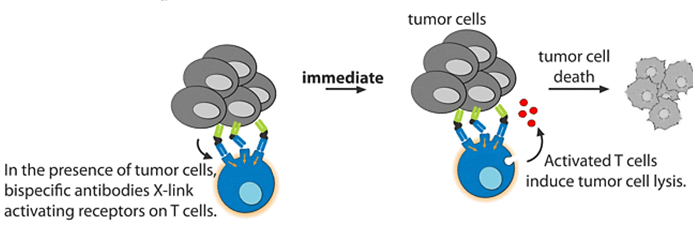 tumor cells
immediate
tumor cell
death
In the presence of tumor cells,
bispecific antibodies X-link
activating receptors on T cells.
Activated T cells
induce tumor cell lysis.